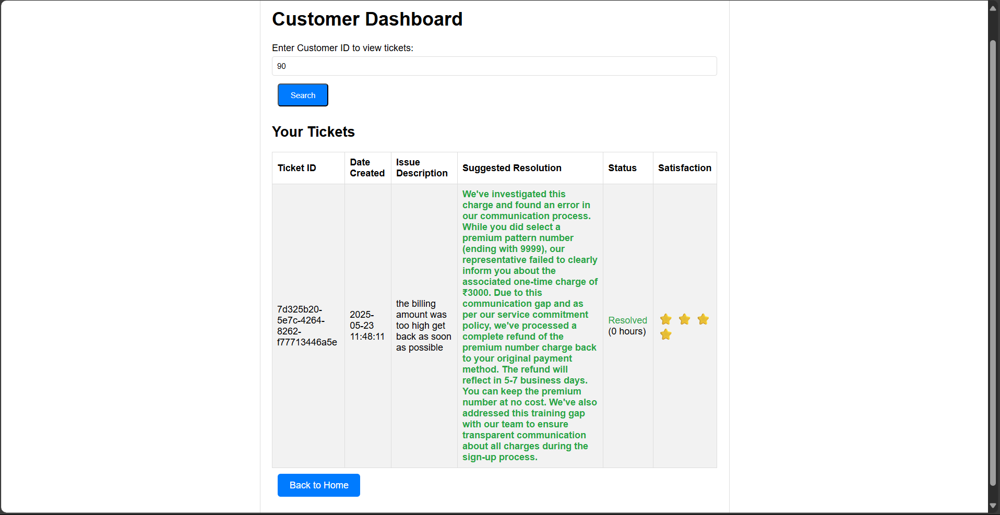 Customer Dashboard
Enter Customer ID to view tickets:
90
Search
Your Tickets
Ticket ID
Date
Created
Issue
Description
Suggested Resolution
Status
Satisfaction
7d325b20-
5e7c-4264-
8262-
f77713446a5e
2025-
05-23
11:48:11
the billing
amount was
too high get
back as soon
as possible
We've investigated this
charge and found an error in
our communication process.
While you did select a
premium pattern number
(ending with 9999), our
representative failed to clearly
inform you about the
associated one-time charge of
₹3000. Due to this
communication gap and as
per our service commitment
policy, we've processed a
complete refund of the
premium number charge back
to your original payment
method. The refund will
reflect in 5-7 business days.
You can keep the premium
number at no cost. We've also
addressed this training gap
with our team to ensure
transparent communication
about all charges during the
sign-up process.
Resolved
(0 hours)
Back to Home